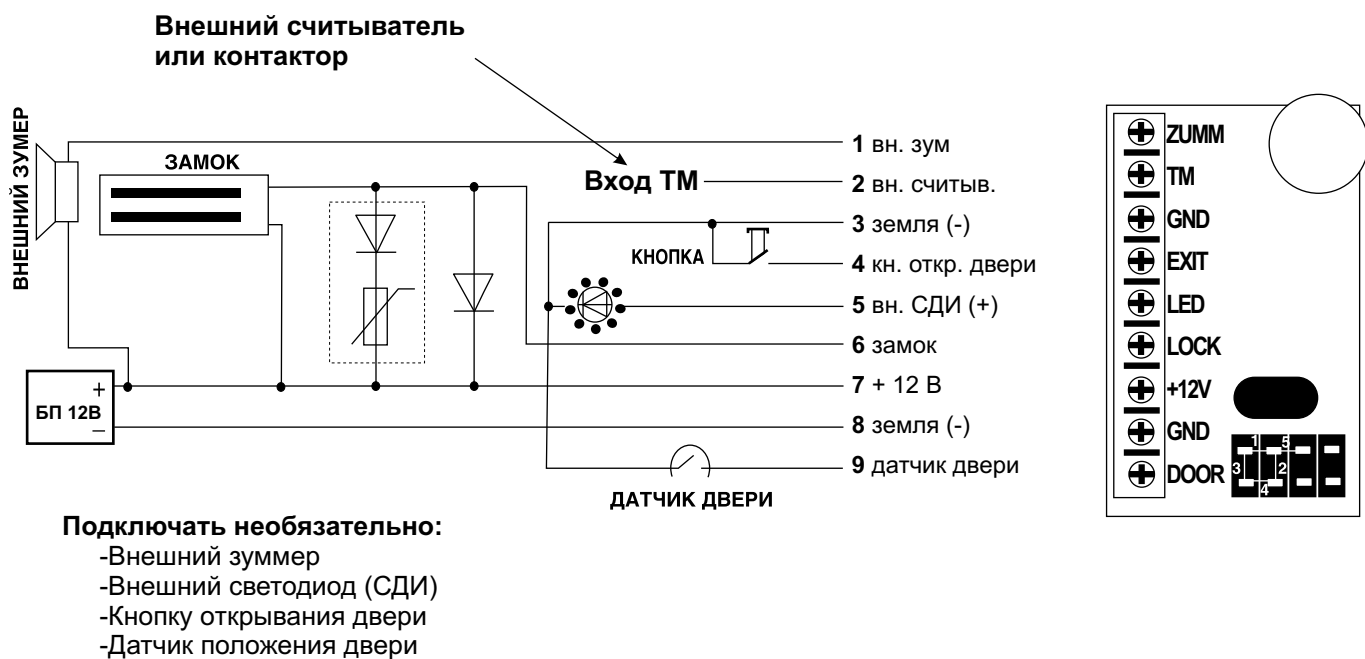 Внешний считыватель
или контактор
ВНЕШНИЙ ЗУМЕР
ЗАМОК
Вход ТМ
КНОПКА
БП 12В
+
–
ДАТЧИК ДВЕРИ
1 вн. зум
2 вн. считыв.
3 земля (-)
4 кн. откр. двери
5 вн. СДИ (+)
6 замок
7 + 12 В
8 земля (-)
9 датчик двери
ZUMM
TM
GND
EXIT
LED
LOCK
+12V
GND
DOOR
1 5
3 2
4
Подключать необязательно:
-Внешний зуммер
-Внешний светодиод (СДИ)
-Кнопку открывания двери
-Датчик положения двери